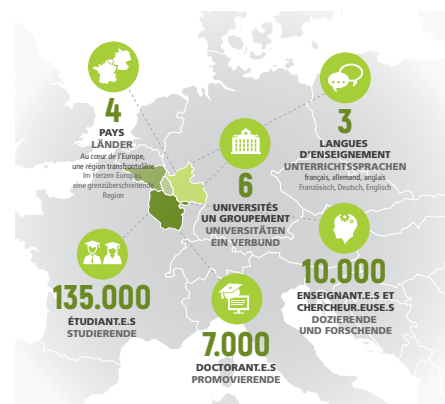 4
PAYS
LÄNDER
Au cœur de l'Europe,
une région transfrontalière
Im Herzen Europas,
eine grenzüberschreitende
Region
3
LANGUES
D'ENSEIGNEMENT
UNTERRICHTSSPRACHEN
français, allemand, anglais
Französisch, Deutsch, Englisch
6
UNIVERSITÉS
UN GROUPEMENT
UNIVERSITÄTEN
EIN VERBUND
135.000
ÉTUDIANT.E.S
STUDIERENDE
10.000
ENSEIGNANT.E.S ET
CHERCHEUR.EUSE.S
DOZIERENDE
UND FORSCHENDE
7.000
DOCTORANT.E.S
PROMOVIERENDE